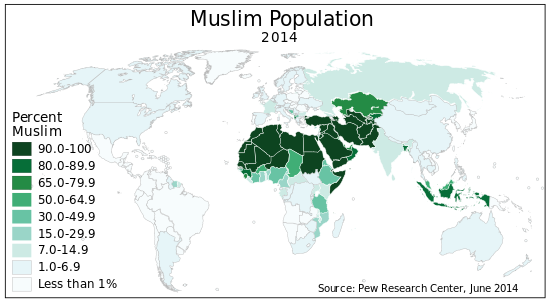 Muslim Population
2014
Percent
Muslim
90.0-100
80.0-89.9
65.0-79.9
50.0-64.9
30.0-49.9
15.0-29.9
7.0-14.9
1.0-6.9
Less than 1%
Source: Pew Research Center, June 2014